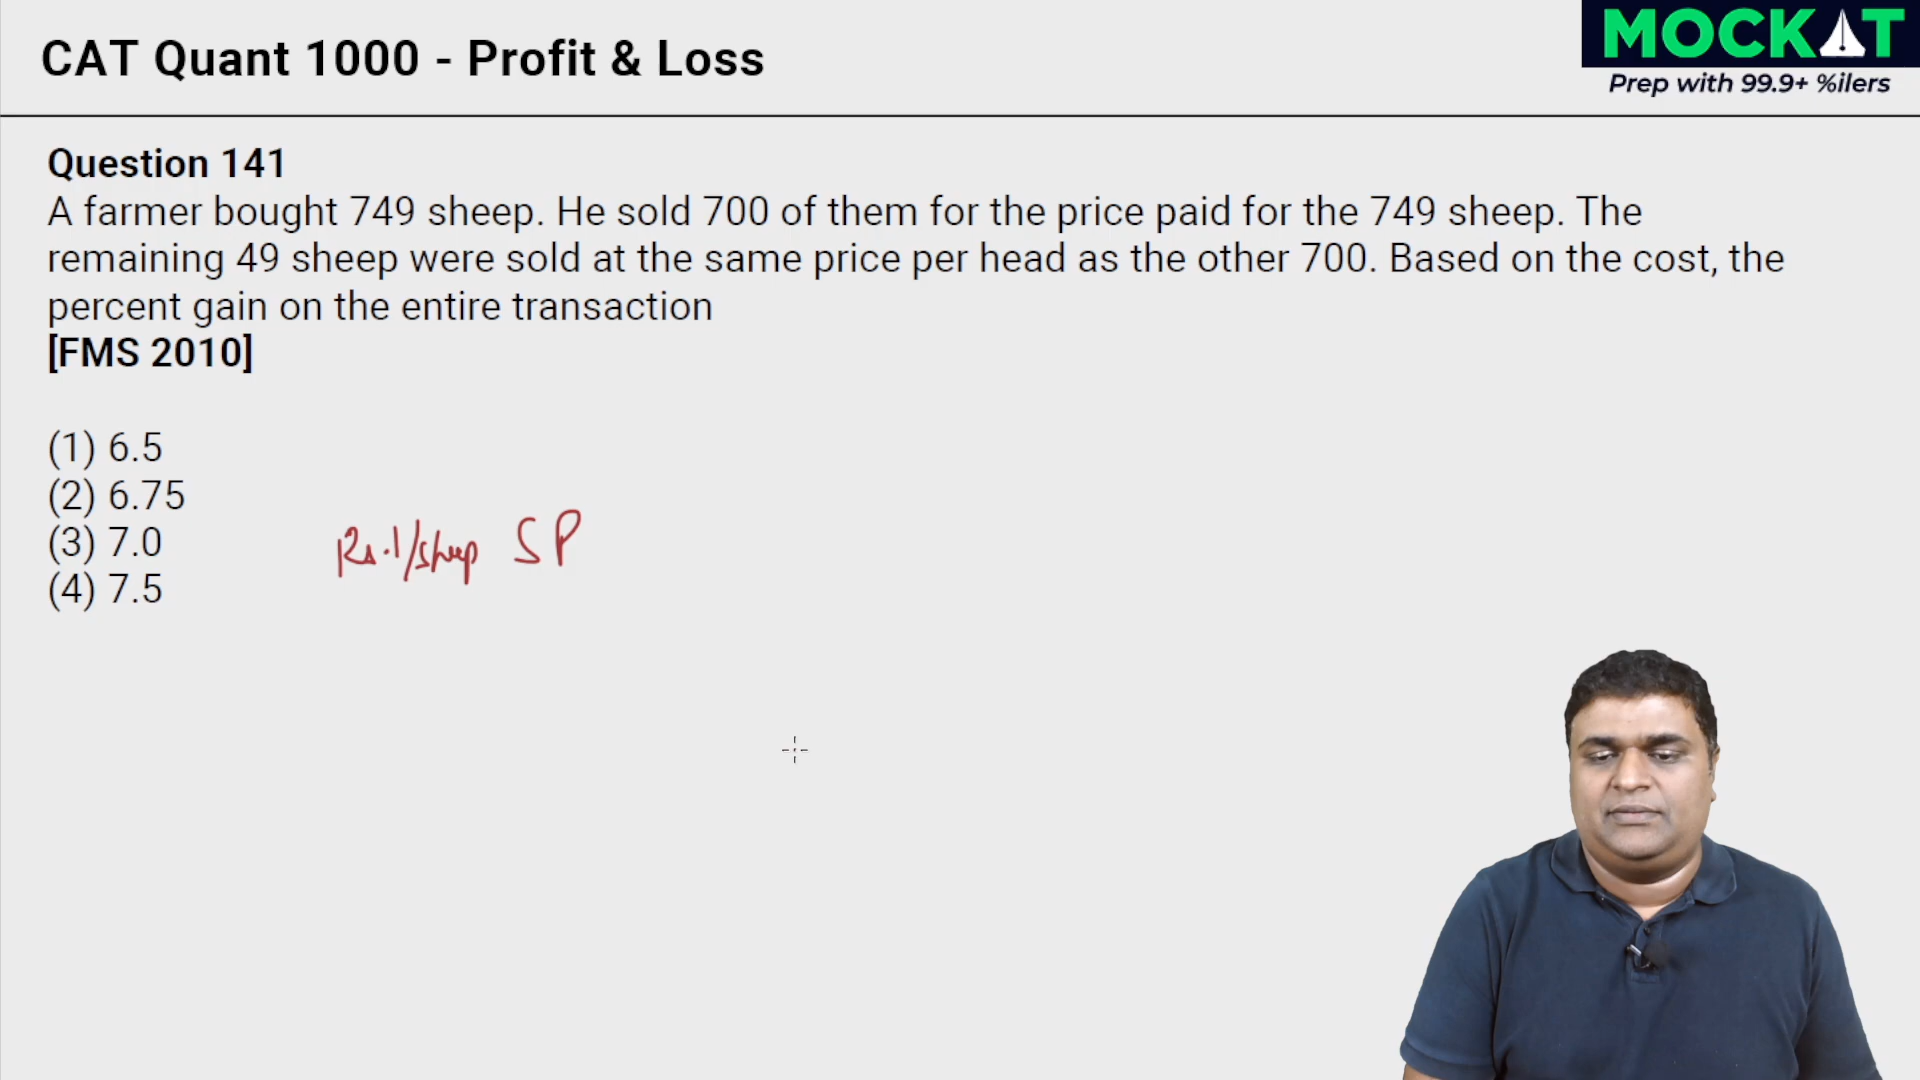 CAT Quant 1000 - Profit & Loss
MOCKAT
Prep with 99.9+ %ilers
Question 141
A farmer bought 749 sheep. He sold 700 of them for the price paid for the 749 sheep. The
remaining 49 sheep were sold at the same price per head as the other 700. Based on the cost, the
percent gain on the entire transaction
[FMS 2010]
(1) 6.5
(2) 6.75
(3) 7.0
(4) 7.5
Rs.1/sheep SP